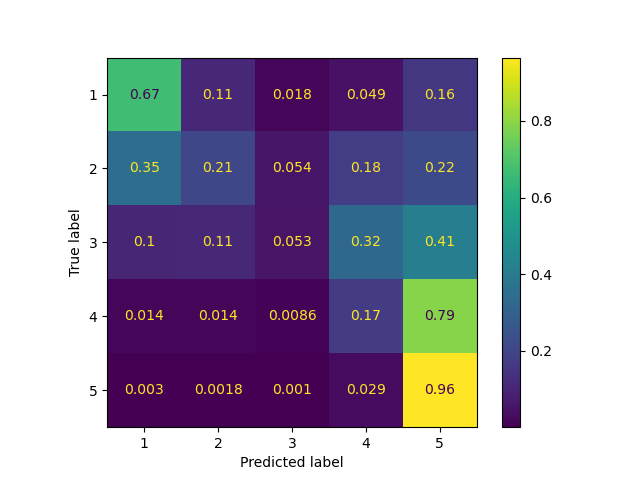 1 0.67 0.11 0.018 0.049 0.16
2 0.35 0.21 0.054 0.18 0.22
3 0.1 0.11 0.053 0.32 0.41
4 0.014 0.014 0.0086 0.17 0.79
5 0.003 0.0018 0.001 0.029 0.96
1 2 3 4 5
Predicted label
True label
0.8
0.6
0.4
0.2